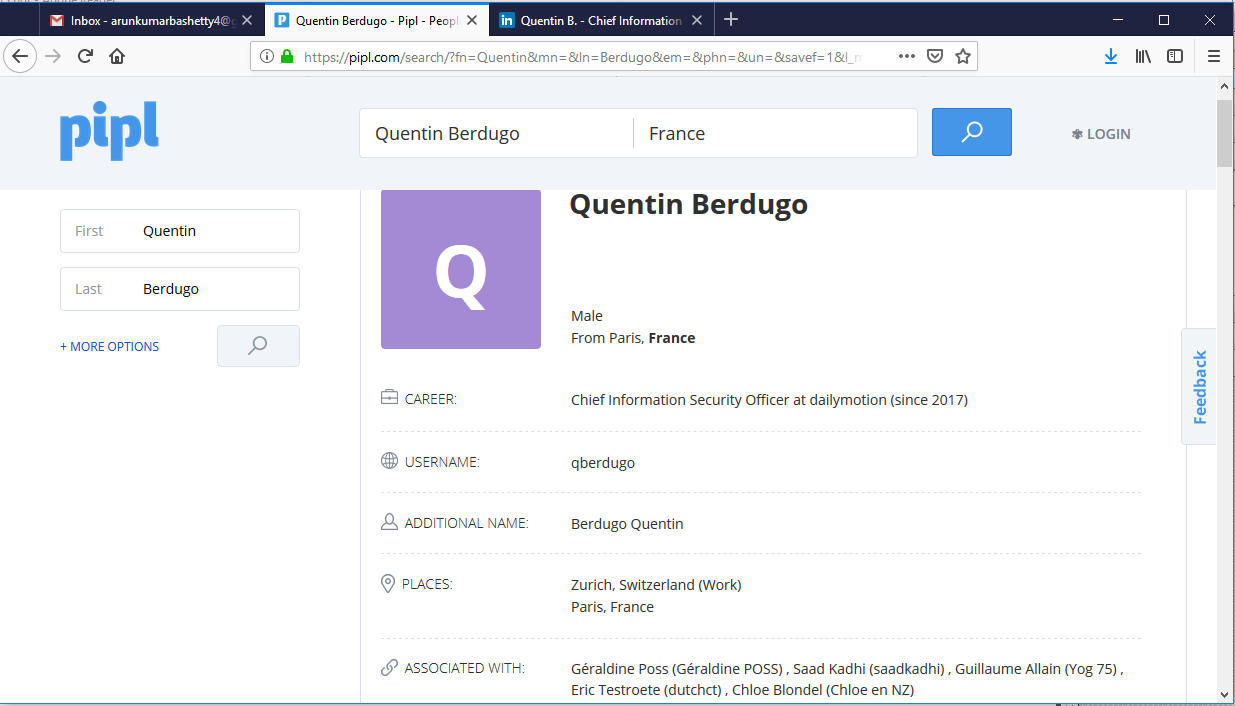 Inbox - arunkumarbashetty4@g
Quentin Berdugo - Pipl - Peopl
Quentin B. - Chief Information
https://pipl.com/search/?fn=Quentin&mn=&ln=Berdugo&em=&phn=&un=&savef=1&l_m
pipl
Quentin Berdugo
France
LOGIN
First Quentin
Last Berdugo
+ MORE OPTIONS
Q
Quentin Berdugo
Male
From Paris, France
CAREER: Chief Information Security Officer at dailymotion (since 2017)
USERNAME: qberdugo
ADDITIONAL NAME: Berdugo Quentin
PLACES: Zurich, Switzerland (Work)
Paris, France
ASSOCIATED WITH: Géraldine Poss (Géraldine POSS) , Saad Kadhi (saadkadhi) , Guillaume Allain (Yog 75) ,
Eric Testroete (dutchct) , Chloe Blondel (Chloe en NZ)
Feedback